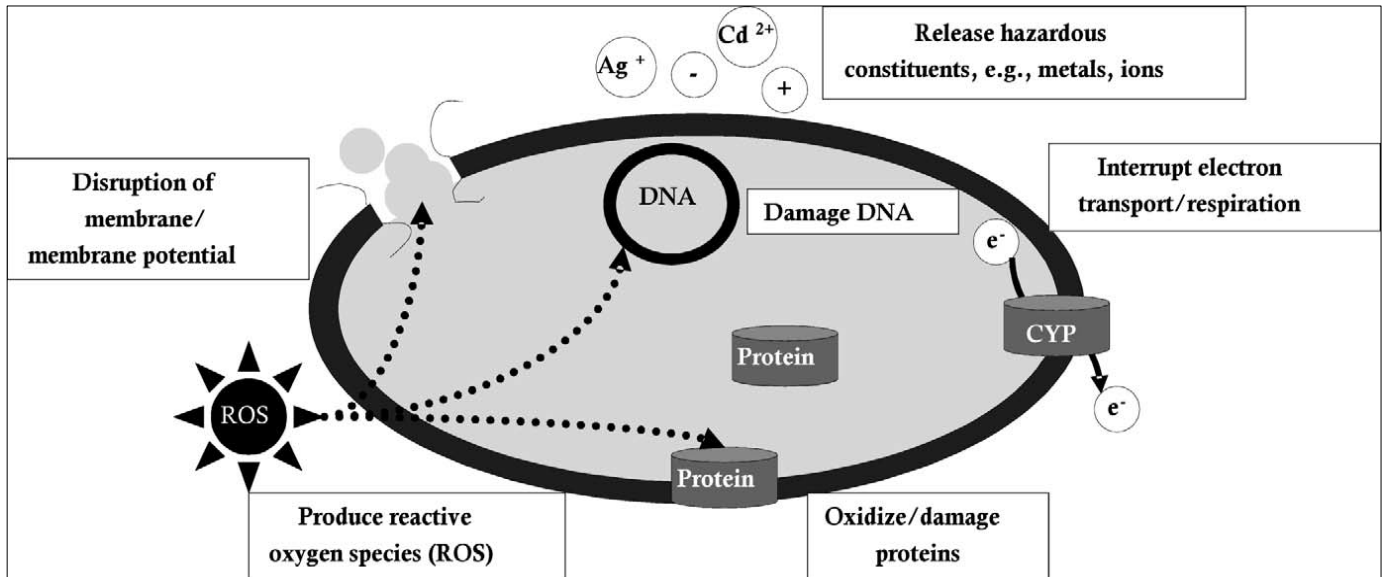 Cd 2+
Ag +
-
+
Release hazardous
constituents, e.g., metals, ions
Disruption of
membrane/
membrane potential
DNA
Damage DNA
Interrupt electron
transport/respiration
e-
CYP
e-
Protein
ROS
Protein
Produce reactive
oxygen species (ROS)
Oxidize/damage
proteins